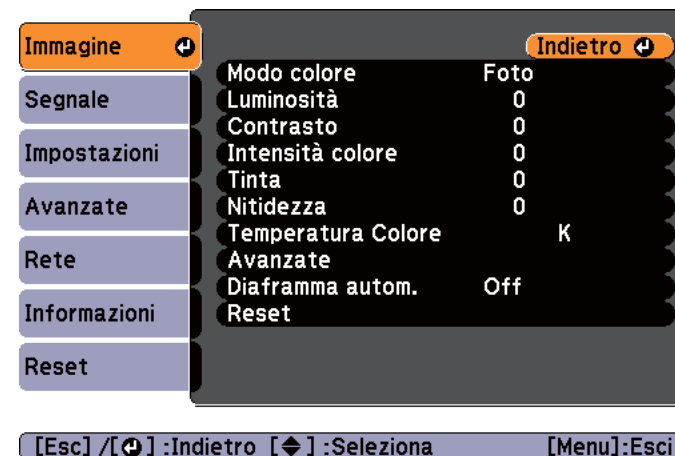 Immagine
Segnale
Impostazioni
Avanzate
Rete
Informazioni
Reset
Indietro
Modo colore Foto
Luminosità 0
Contrasto 0
Intensità colore 0
Tinta 0
Nitidezza 0
Temperatura Colore K
Avanzate
Diaframma autom. Off
Reset
[Esc] /[ ] :Indietro [ ] :Seleziona [Menu]:Esci